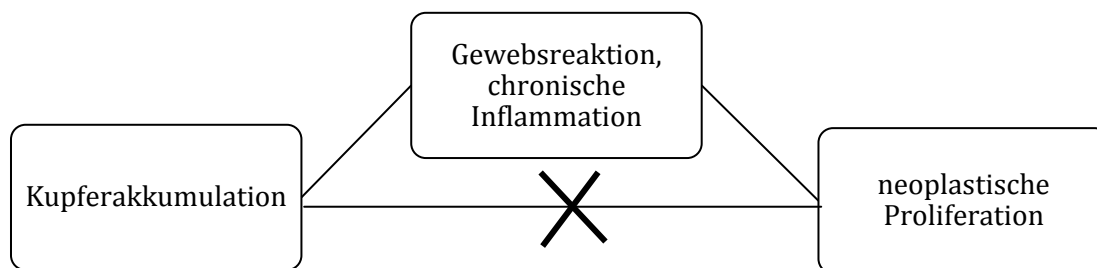 Gewebsreaktion,
chronische
Inflammation
Kupferakkumulation
neoplastische
Proliferation